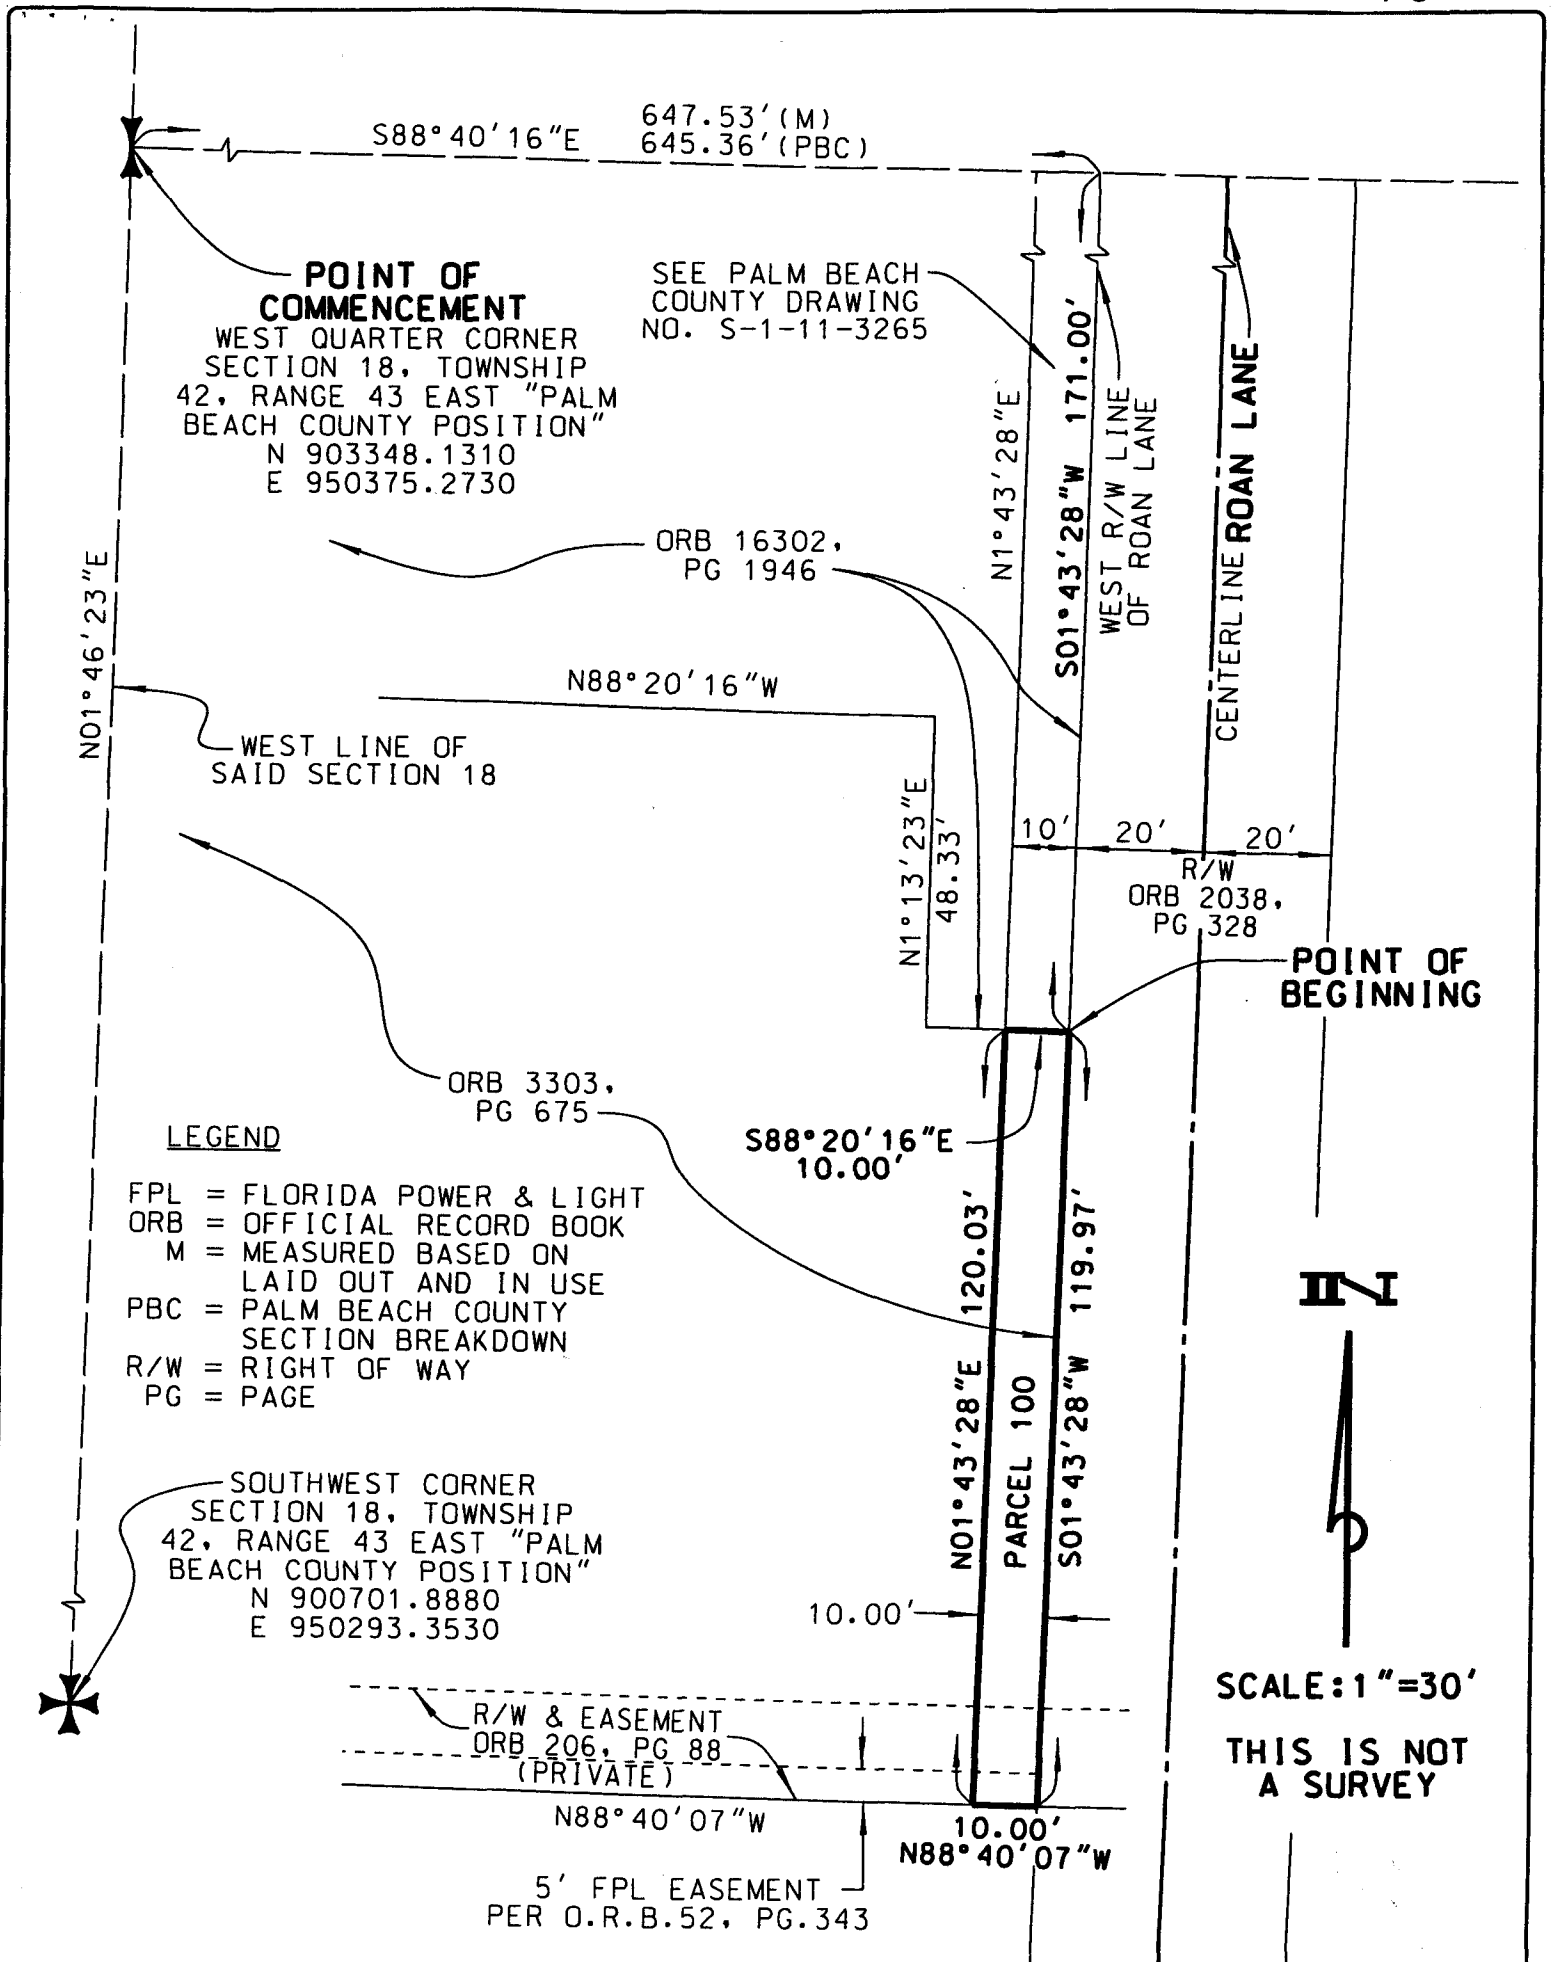 647.53'(M)
S88°40'16"E 645.36'(PBC)
POINT OF
COMMENCEMENT
WEST QUARTER CORNER
SECTION 18, TOWNSHIP
42, RANGE 43 EAST "PALM
BEACH COUNTY POSITION"
N 903348.1310
E 950375.2730
SEE PALM BEACH
COUNTY DRAWING
NO. S-1-11-3265
N1°43'28"E
S01°43'28"W 171.00'
WEST R/W LINE
OF ROAN LANE
CENTERLINE ROAN LANE
ORB 16302,
PG 1946
N01°46'23"E
N88°20'16"W
WEST LINE OF
SAID SECTION 18
N1°13'23"E
48.33'
10' 20' 20'
R/W
ORB 2038,
PG 328
POINT OF
BEGINNING
ORB 3303,
PG 675
S88°20'16"E
10.00'
LEGEND
FPL = FLORIDA POWER & LIGHT
ORB = OFFICIAL RECORD BOOK
M = MEASURED BASED ON
LAID OUT AND IN USE
PBC = PALM BEACH COUNTY
SECTION BREAKDOWN
R/W = RIGHT OF WAY
PG = PAGE
N01°43'28"E 120.03'
PARCEL 100
S01°43'28"W 119.97'
N
SOUTHWEST CORNER
SECTION 18, TOWNSHIP
42, RANGE 43 EAST "PALM
BEACH COUNTY POSITION"
N 900701.8880
E 950293.3530
10.00'
SCALE:1"=30'
THIS IS NOT
A SURVEY
R/W & EASEMENT
ORB 206, PG 88
(PRIVATE)
N88°40'07"W
10.00'
N88°40'07"W
5' FPL EASEMENT
PER O.R.B.52, PG.343